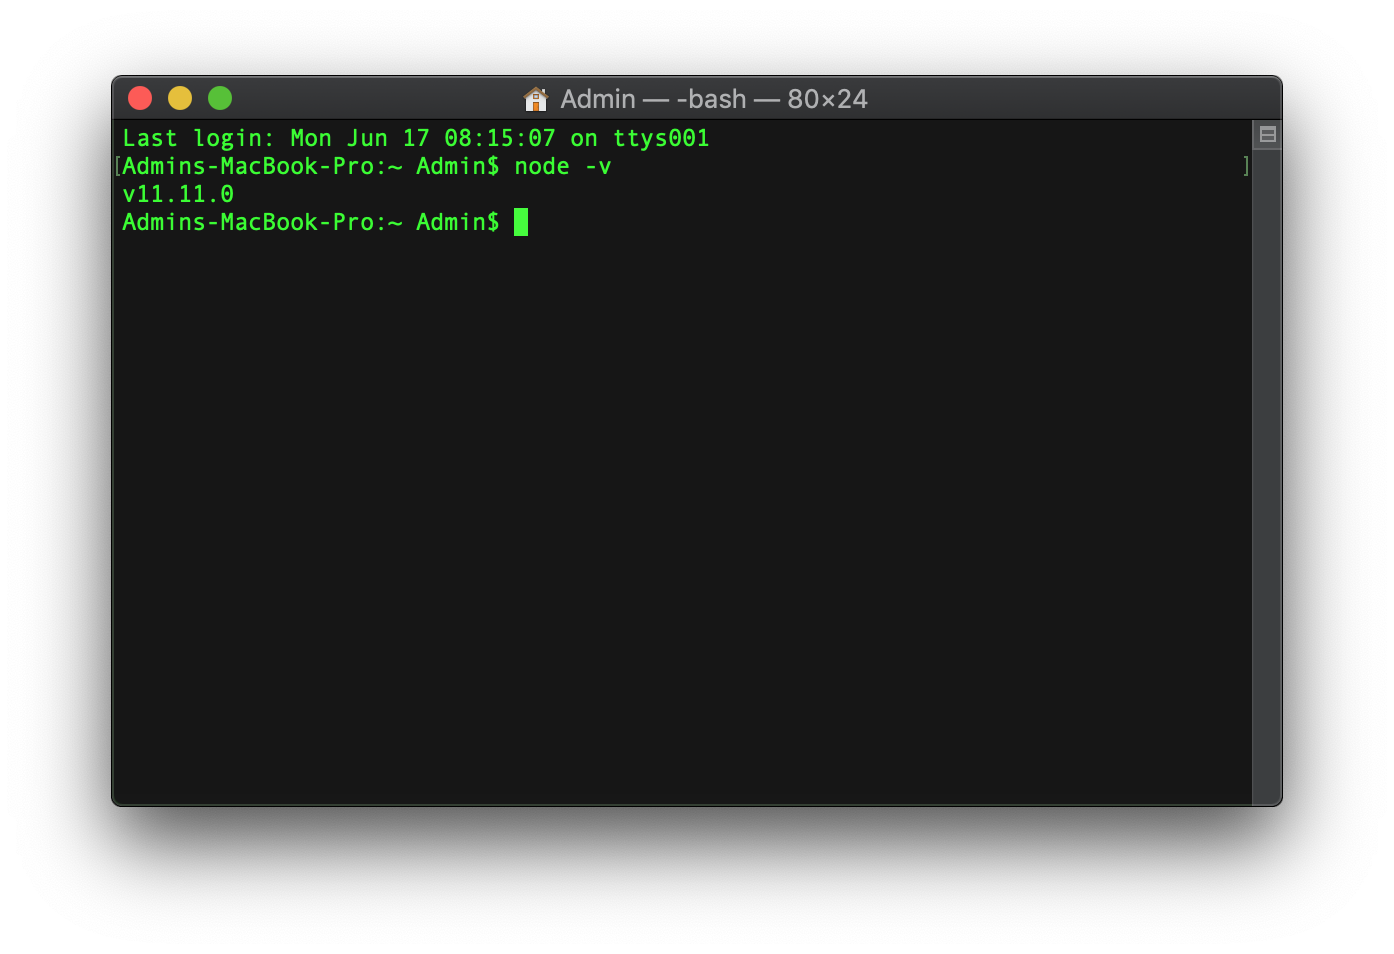 Admin — -bash — 80×24
Last login: Mon Jun 17 08:15:07 on ttys001
[Admins-MacBook-Pro:~ Admin$ node -v ]
v11.11.0
Admins-MacBook-Pro:~ Admin$